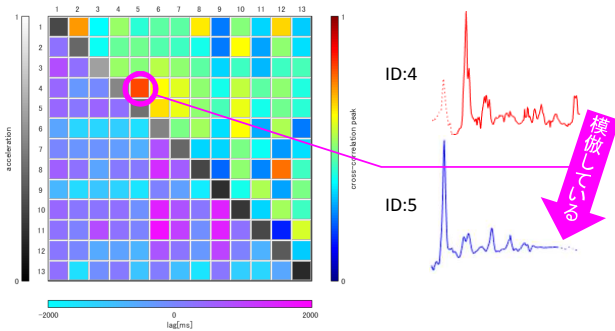 1 2 3 4 5 6 7 8 9 10 11 12 13
1
2
3
4
5
6
7
8
9
10
11
12
13
1
acceleration
0
1
cross-correlation peak
0
-2000 0 2000
lag[ms]
ID:4
ID:5
模倣している